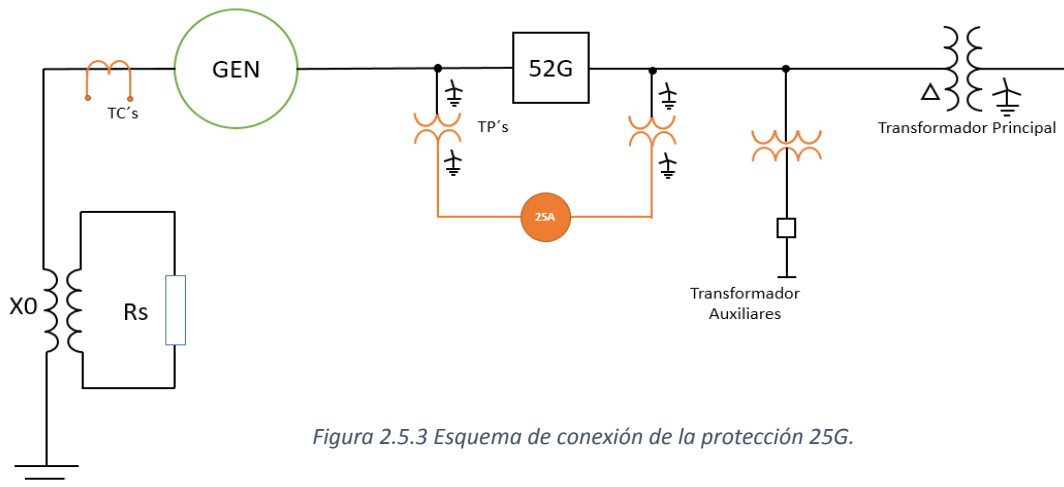 GEN
52G
TC´s
TP´s
Transformador Principal
25A
X0
Rs
Transformador
Auxiliares
Figura 2.5.3 Esquema de conexión de la protección 25G.